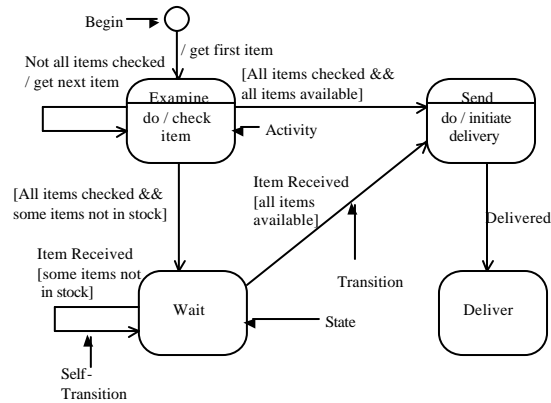 Begin
/ get first item
Not all items checked
/ get next item
[All items checked &&
all items available]
Examine
do / check
item
Activity
Send
do / initiate
delivery
[All items checked &&
some items not in stock]
Item Received
[all items
available]
Delivered
Item Received
[some items not
in stock]
Transition
Wait
Deliver
State
Self-
Transition